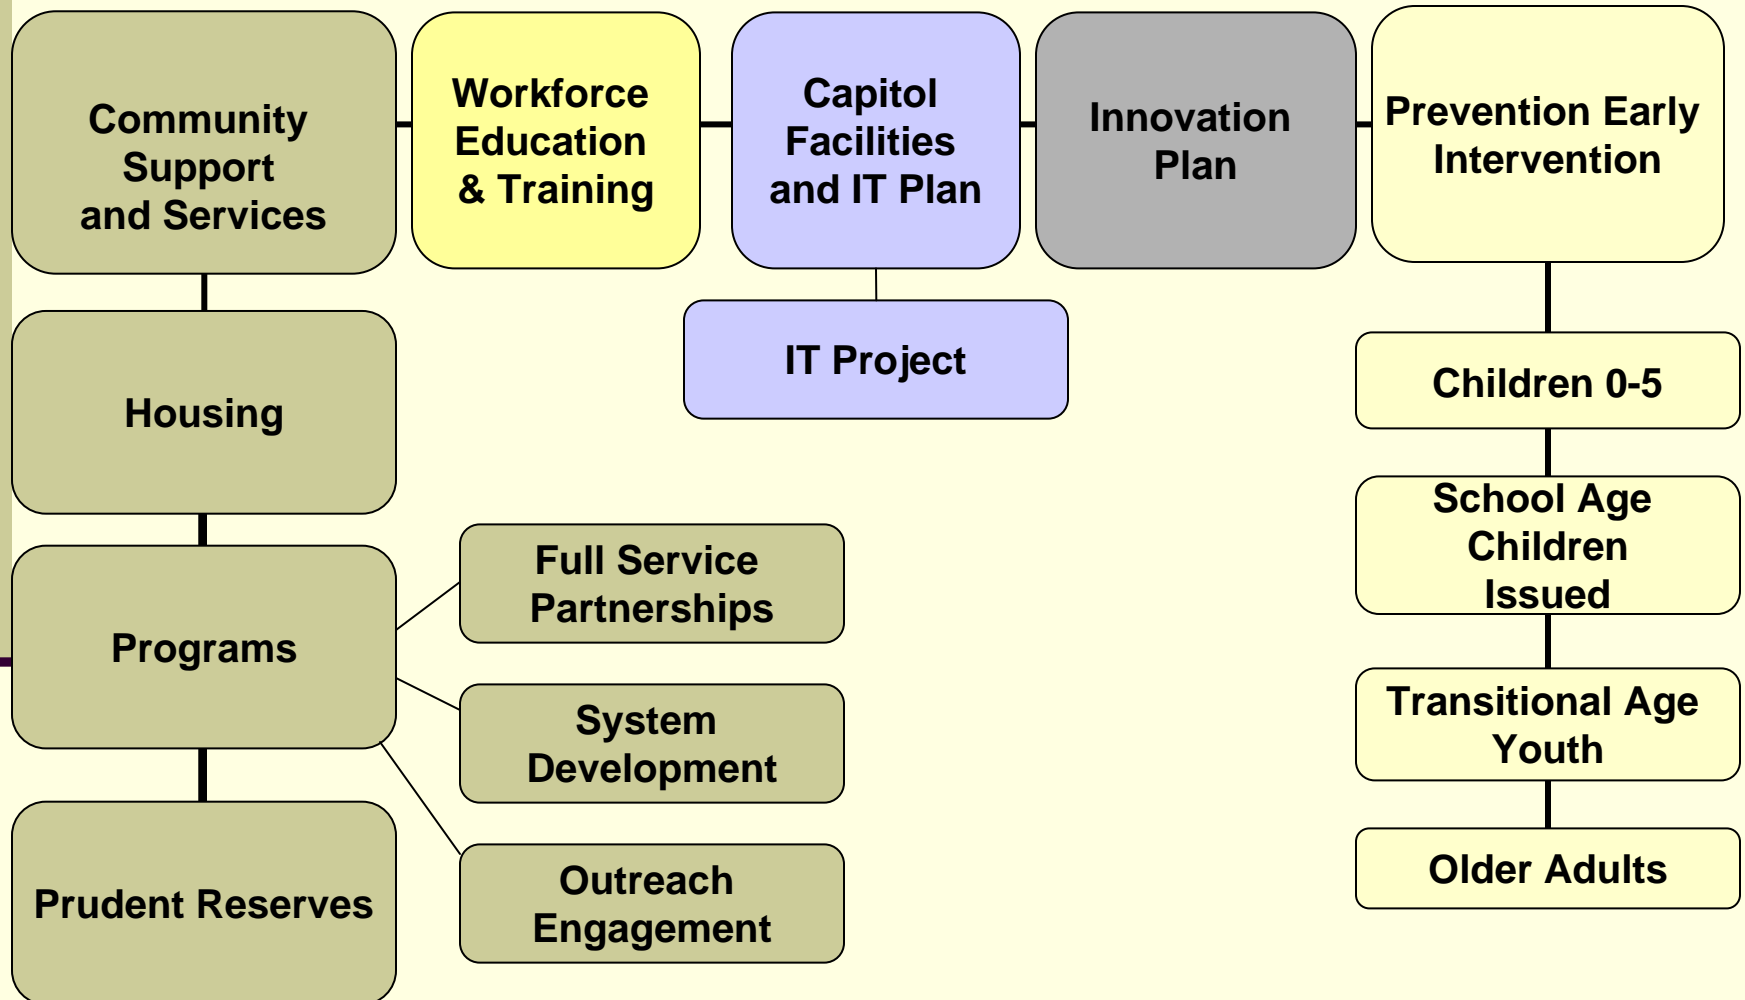 Community
Support
and Services
Workforce
Education
& Training
Capitol
Facilities
and IT Plan
Innovation
Plan
Prevention Early
Intervention
Housing
Programs
Prudent Reserves
Full Service
Partnerships
System
Development
Outreach
Engagement
IT Project
Children 0-5
School Age
Children
Issued
Transitional Age
Youth
Older Adults